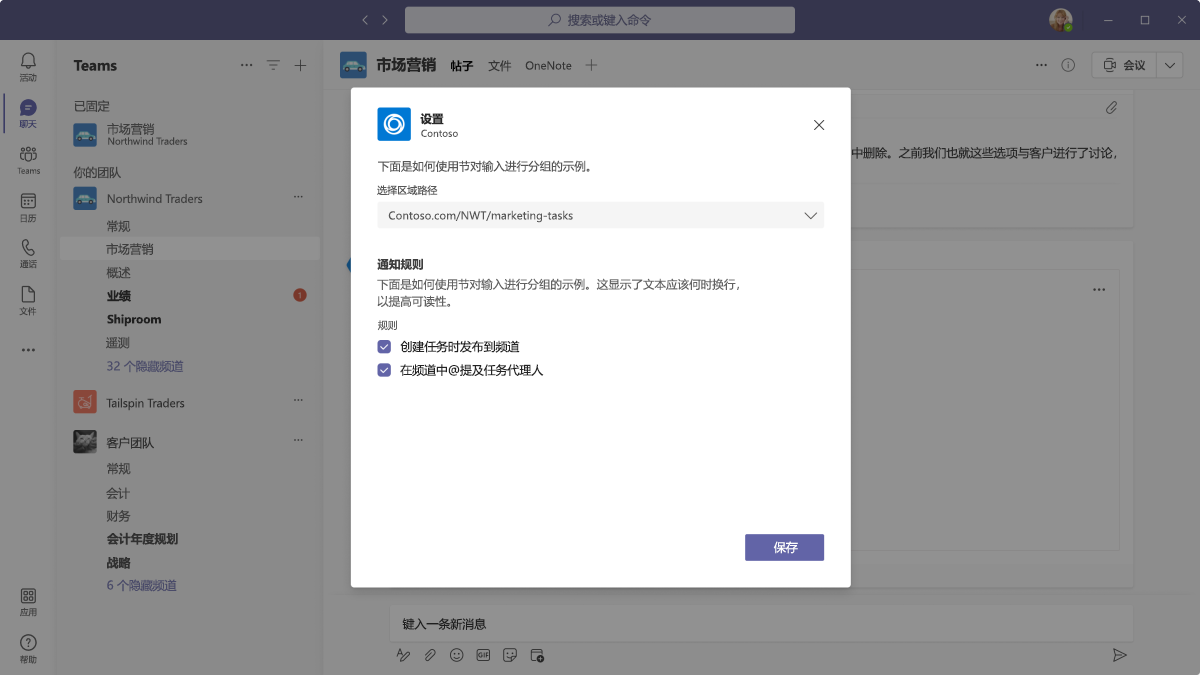 搜索或键入命令
活动
聊天
Teams
日历
通话
文件
应用
帮助
Teams
已固定
市场营销
Northwind Traders
你的团队
Northwind Traders
常规
市场营销
概述
业绩
1
Shiproom
遥测
32 个隐藏频道
Tailspin Traders
客户团队
常规
会计
财务
会计年度规划
战略
6 个隐藏频道
市场营销 帖子 文件 OneNote
会议
中删除。之前我们也就这些选项与客户进行了讨论，
设置
Contoso
下面是如何使用节对输入进行分组的示例。
选择区域路径
Contoso.com/NWT/marketing-tasks
通知规则
下面是如何使用节对输入进行分组的示例。这显示了文本应该何时换行，
以提高可读性。
规则
创建任务时发布到频道
在频道中@提及任务代理人
保存
键入一条新消息
GIF